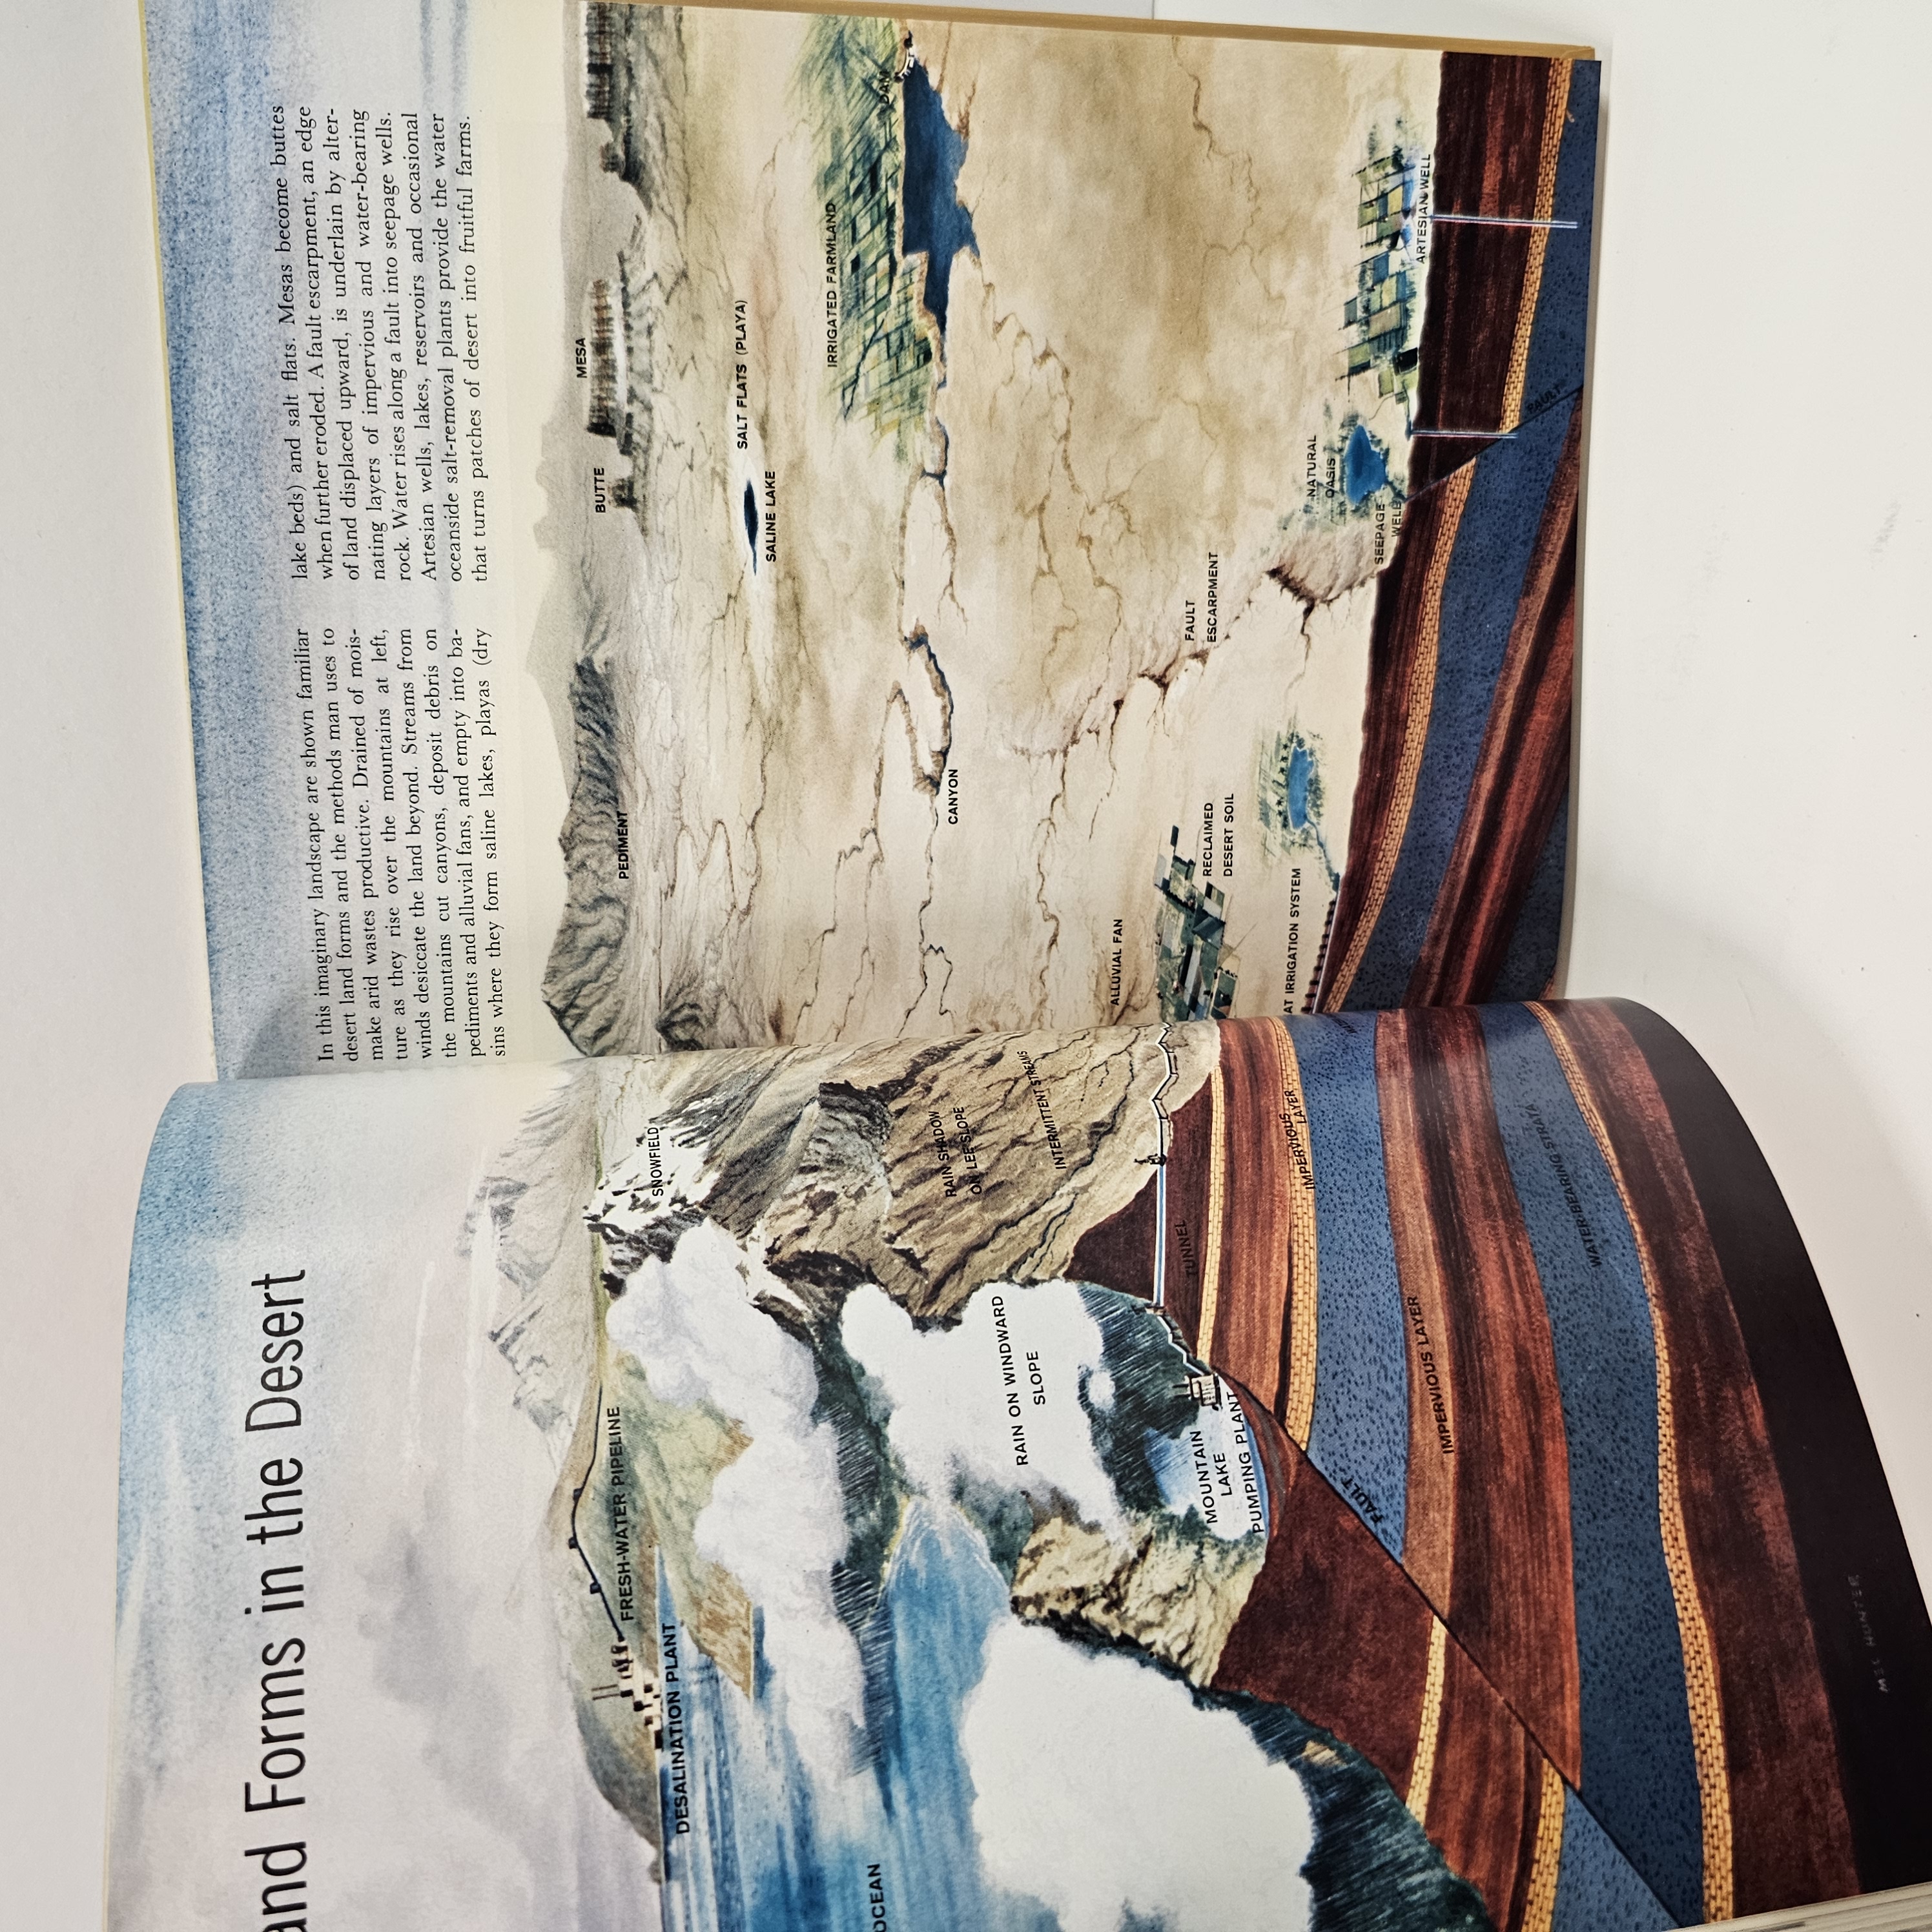 and Forms in the Desert
In this imaginary landscape are shown familiar
desert land forms and the methods man uses to
make arid wastes productive. Drained of mois-
ture as they rise over the mountains at left,
winds desiccate the land beyond. Streams from
the mountains cut canyons, deposit debris on
pediments and alluvial fans, and empty into ba-
sins where they form saline lakes, playas (dry
lake beds) and salt flats. Mesas become buttes
when further eroded. A fault escarpment, an edge
of land displaced upward, is underlain by alter-
nating layers of impervious and water-bearing
rock. Water rises along a fault into seepage wells.
Artesian wells, lakes, reservoirs and occasional
oceanside salt-removal plants provide the water
that turns patches of desert into fruitful farms.
FRESH-WATER PIPELINE
DESALINATION PLANT
SNOWFIELD
OCEAN
RAIN SHADOW
ON LEE SLOPE
RAIN ON WINDWARD
SLOPE
INTERMITTENT STREAMS
MOUNTAIN
LAKE
PUMPING PLANT
TUNNEL
IMPERVIOUS
LAYER
FAULT
IMPERVIOUS LAYER
WATER-BEARING STRATA
MEL HUNTER
PEDIMENT
BUTTE
MESA
SALT FLATS (PLAYA)
SALINE LAKE
IRRIGATED FARMLAND
DAM
CANYON
ALLUVIAL FAN
RECLAIMED
DESERT SOIL
FAULT
ESCARPMENT
AT IRRIGATION SYSTEM
NATURAL
OASIS
SEEPAGE
WELL
ARTESIAN WELL
FAULT